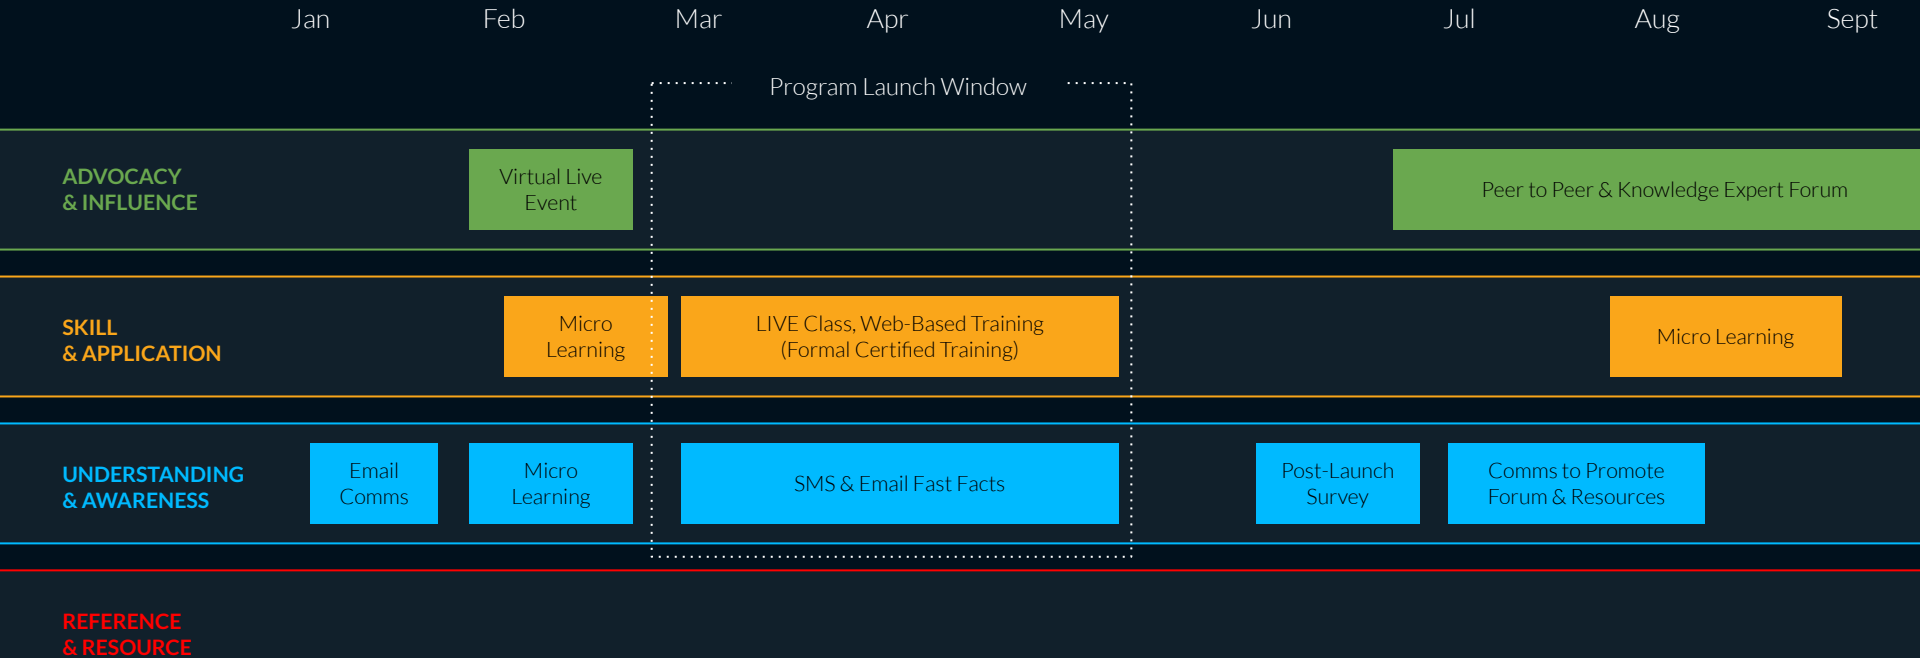 Jan Feb Mar Apr May Jun Jul Aug Sept
Program Launch Window
ADVOCACY
& INFLUENCE
Virtual Live
Event
Peer to Peer & Knowledge Expert Forum
SKILL
& APPLICATION
Micro
Learning
LIVE Class, Web-Based Training
(Formal Certified Training)
Micro Learning
UNDERSTANDING
& AWARENESS
Email
Comms
Micro
Learning
SMS & Email Fast Facts
Post-Launch
Survey
Comms to Promote
Forum & Resources
REFERENCE
& RESOURCE